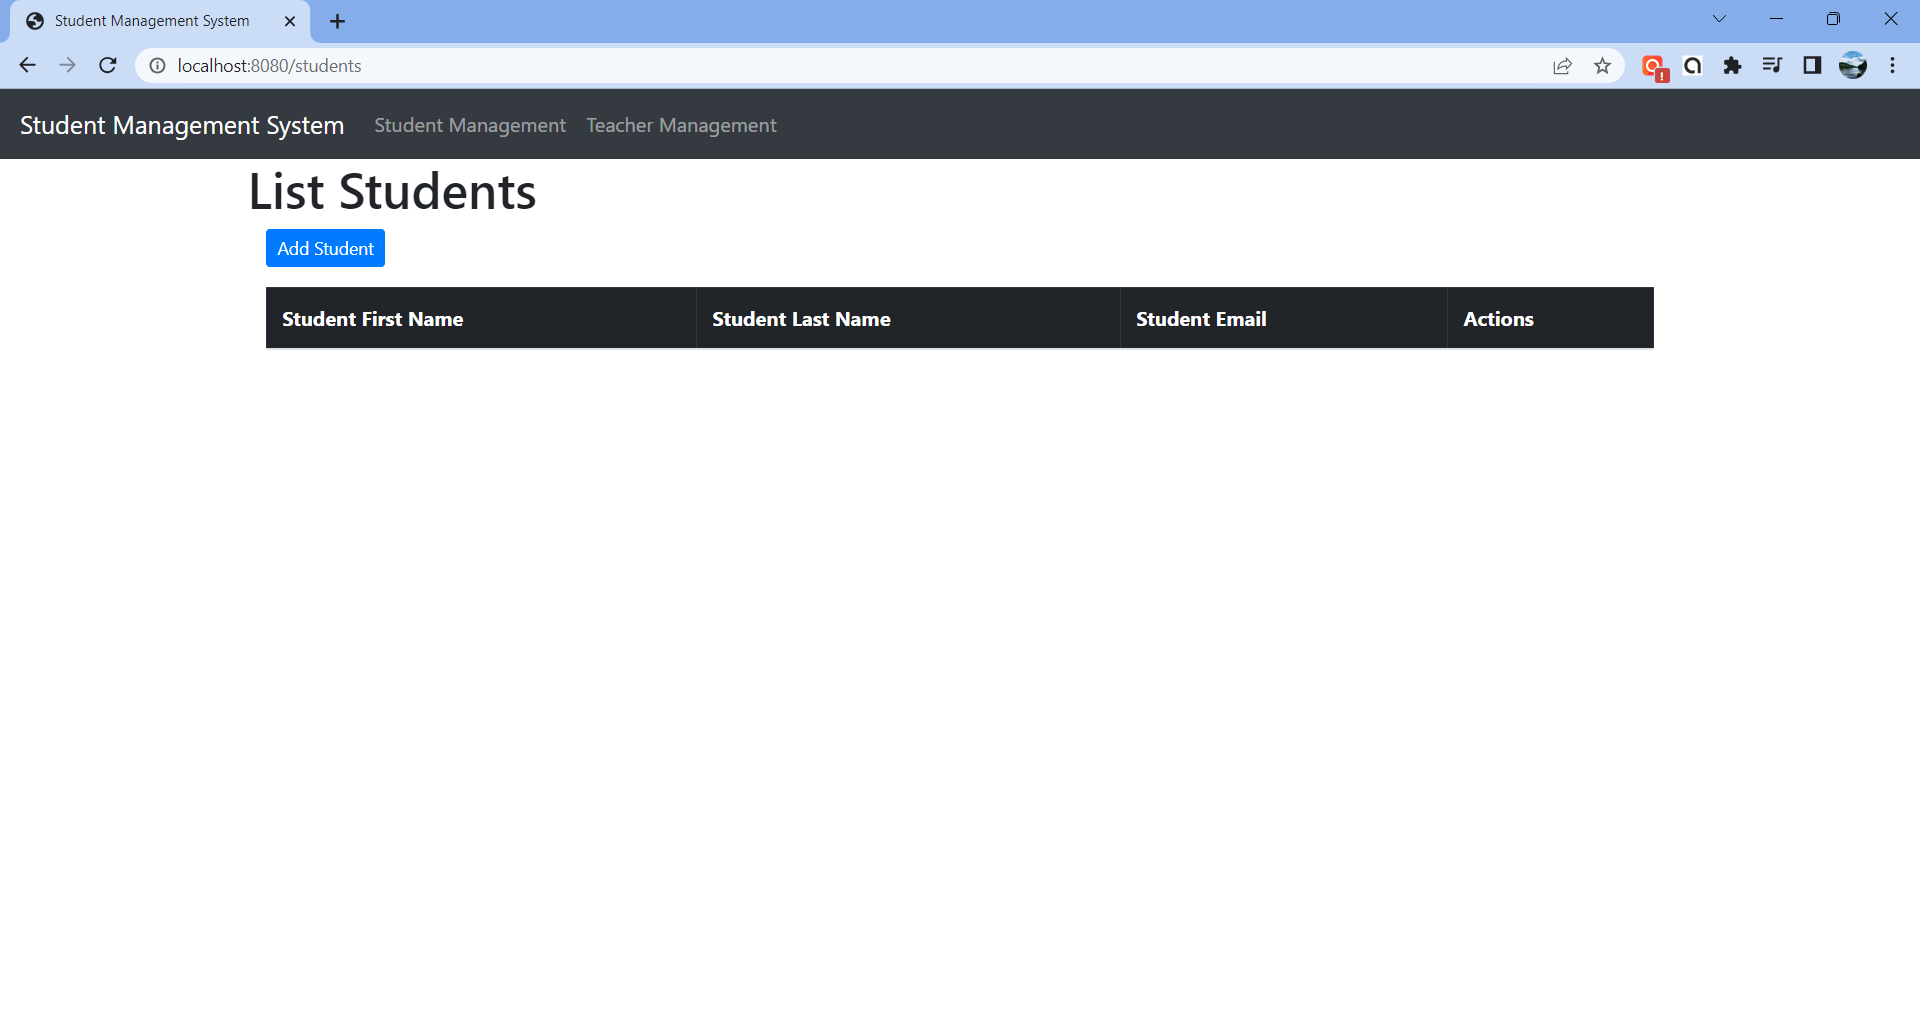 Student Management System
localhost:8080/students
Student Management System Student Management Teacher Management
List Students
Add Student
Student First Name Student Last Name Student Email Actions